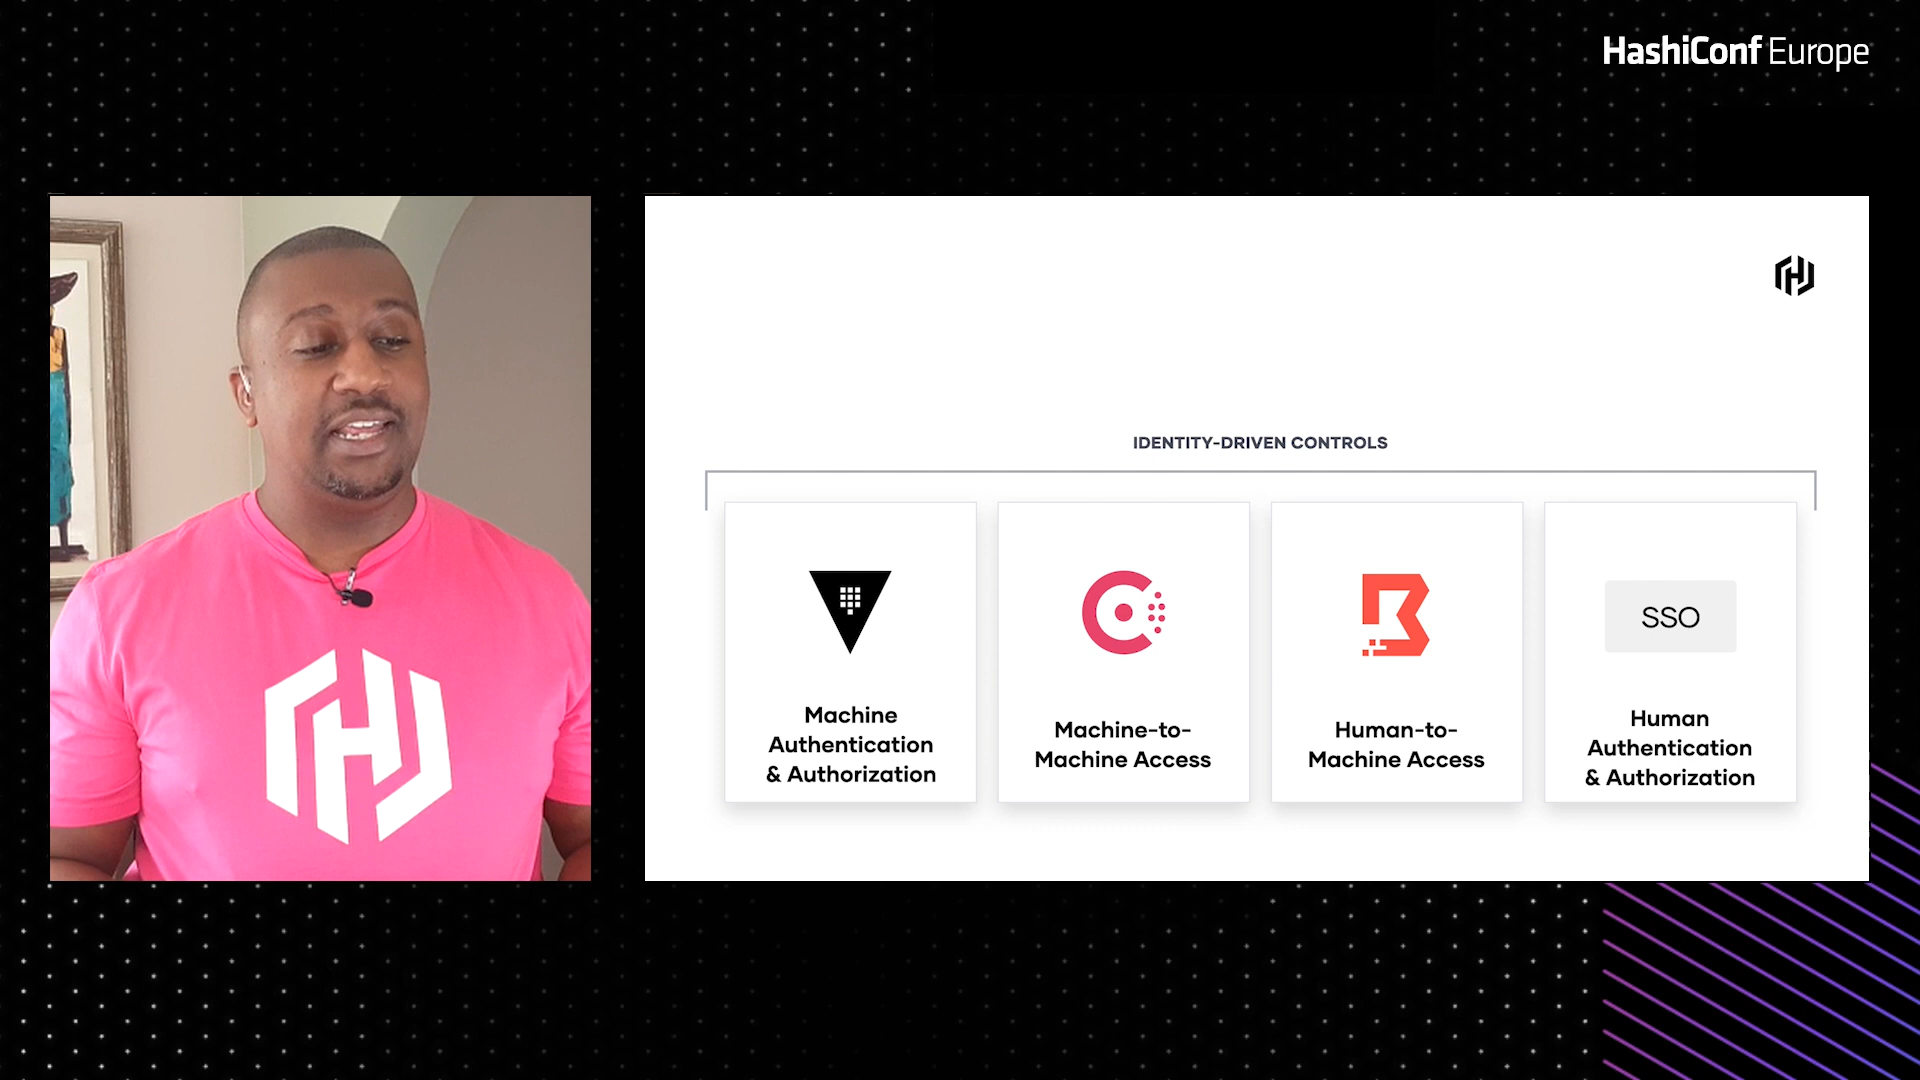 HashiConf Europe
IDENTITY-DRIVEN CONTROLS
Machine
Authentication
& Authorization
Machine-to-
Machine Access
Human-to-
Machine Access
SSO
Human
Authentication
& Authorization